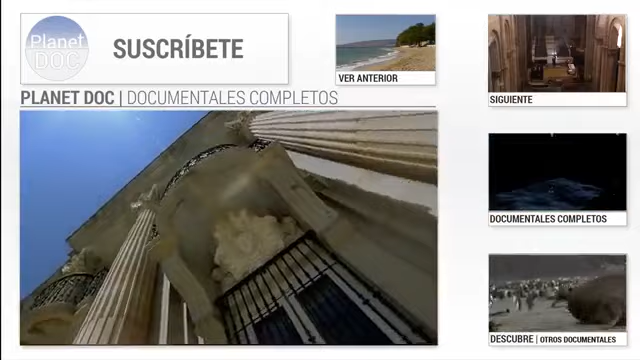 Planet
DOC
SUSCRÍBETE
VER ANTERIOR
SIGUIENTE
PLANET DOC | DOCUMENTALES COMPLETOS
DOCUMENTALES COMPLETOS
DESCUBRE | OTROS DOCUMENTALES